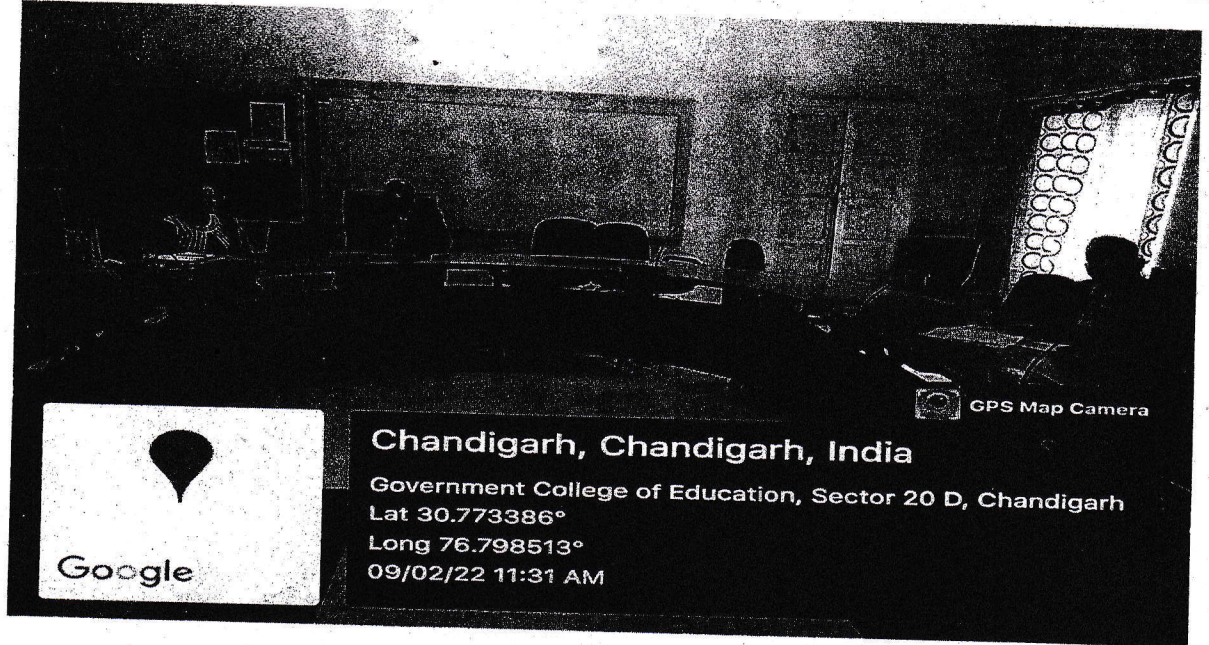 GPS Map Camera
Chandigarh, Chandigarh, India
Government College of Education, Sector 20 D, Chandigarh
Lat 30.773386°
Long 76.798513°
09/02/22 11:31 AM
Google